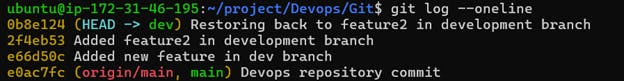 ubuntu@ip-172-31-46-195:~/project/Devops/Git$ git log --oneline
0b8e124 (HEAD -> dev) Restoring back to feature2 in development branch
2f4eb53 Added feature2 in development branch
e66d50c Added new feature in dev branch
e0ac7fc (origin/main, main) Devops repository commit